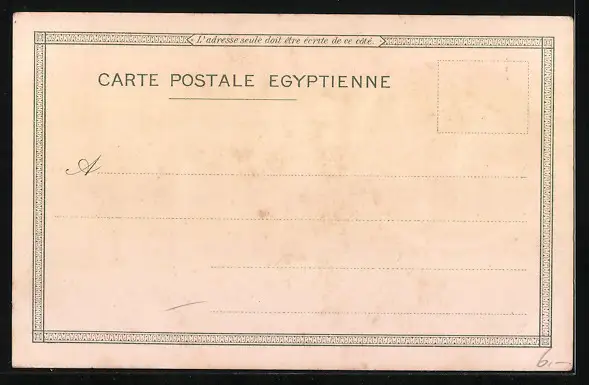 L'adresse seule doit être écrite de ce côté.
CARTE POSTALE EGYPTIENNE
A
6.—